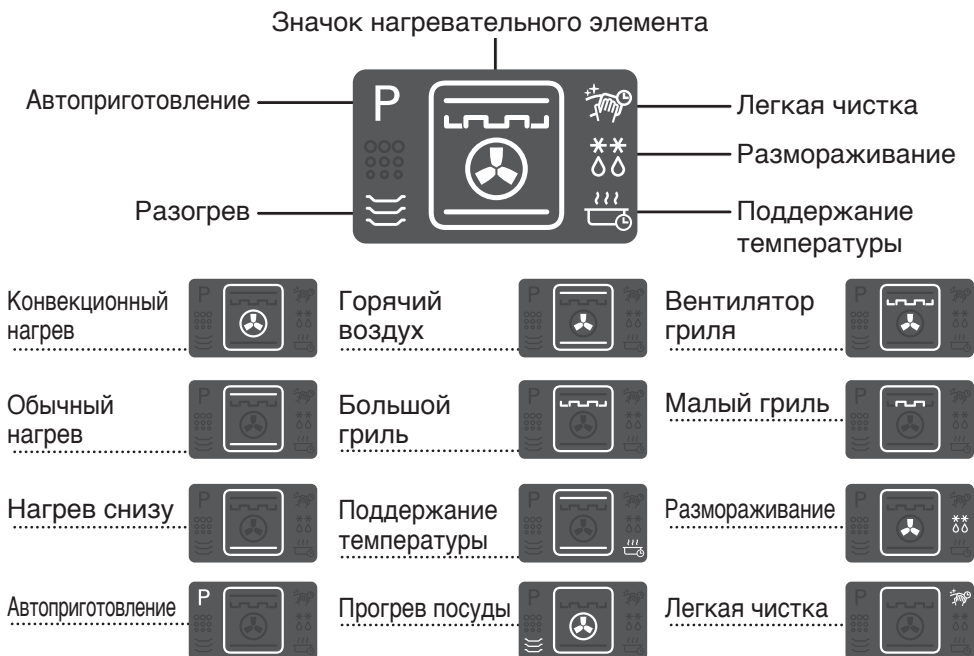 Значок нагревательного элемента
Автоприготовление
P
Легкая чистка
Размораживание
Разогрев
Поддержание
температуры
Конвекционный
нагрев
P
Горячий
воздух
P
Вентилятор
гриля
P
Обычный
нагрев
P
Большой
гриль
P
Малый гриль
P
Нагрев снизу
P
Поддержание
температуры
P
Размораживание
P
Автоприготовление
P
Прогрев посуды
P
Легкая чистка
P